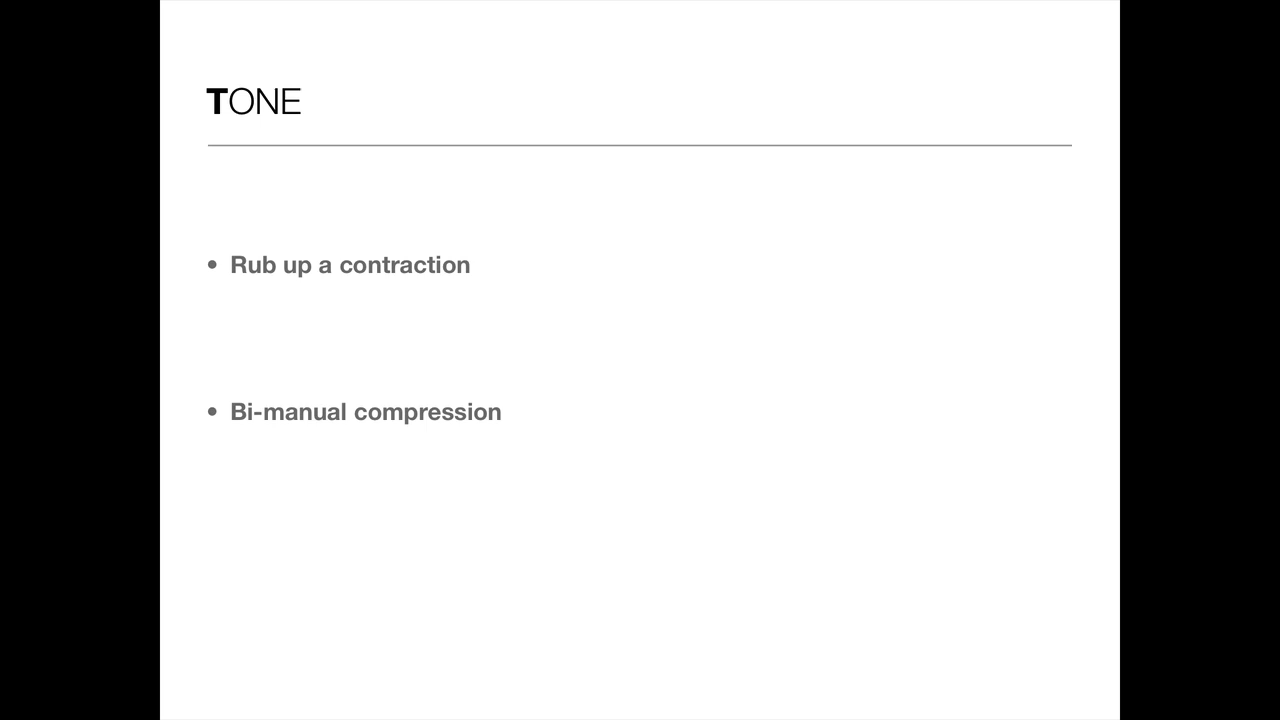 TONE
• Rub up a contraction
• Bi-manual compression